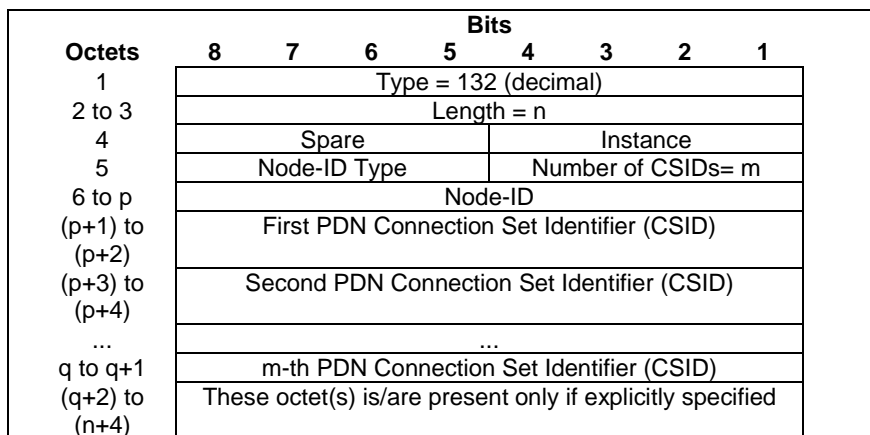 Bits
Octets 8 7 6 5 4 3 2 1
1 Type = 132 (decimal)
2 to 3 Length = n
4 Spare Instance
5 Node-ID Type Number of CSIDs= m
6 to p Node-ID
(p+1) to First PDN Connection Set Identifier (CSID)
(p+2)
(p+3) to Second PDN Connection Set Identifier (CSID)
(p+4)
... ...
q to q+1 m-th PDN Connection Set Identifier (CSID)
(q+2) to These octet(s) is/are present only if explicitly specified
(n+4)